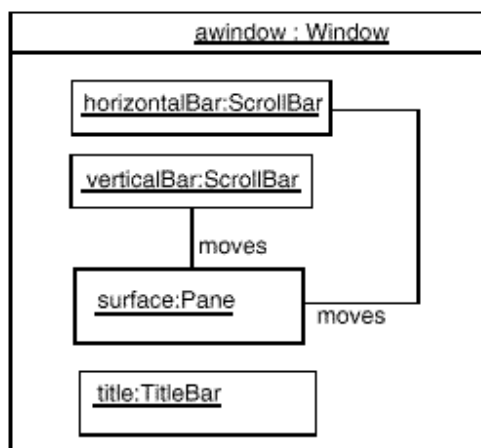 awindow : Window
horizontalBar:ScrollBar
verticalBar:ScrollBar
moves
surface:Pane
moves
title:TitleBar